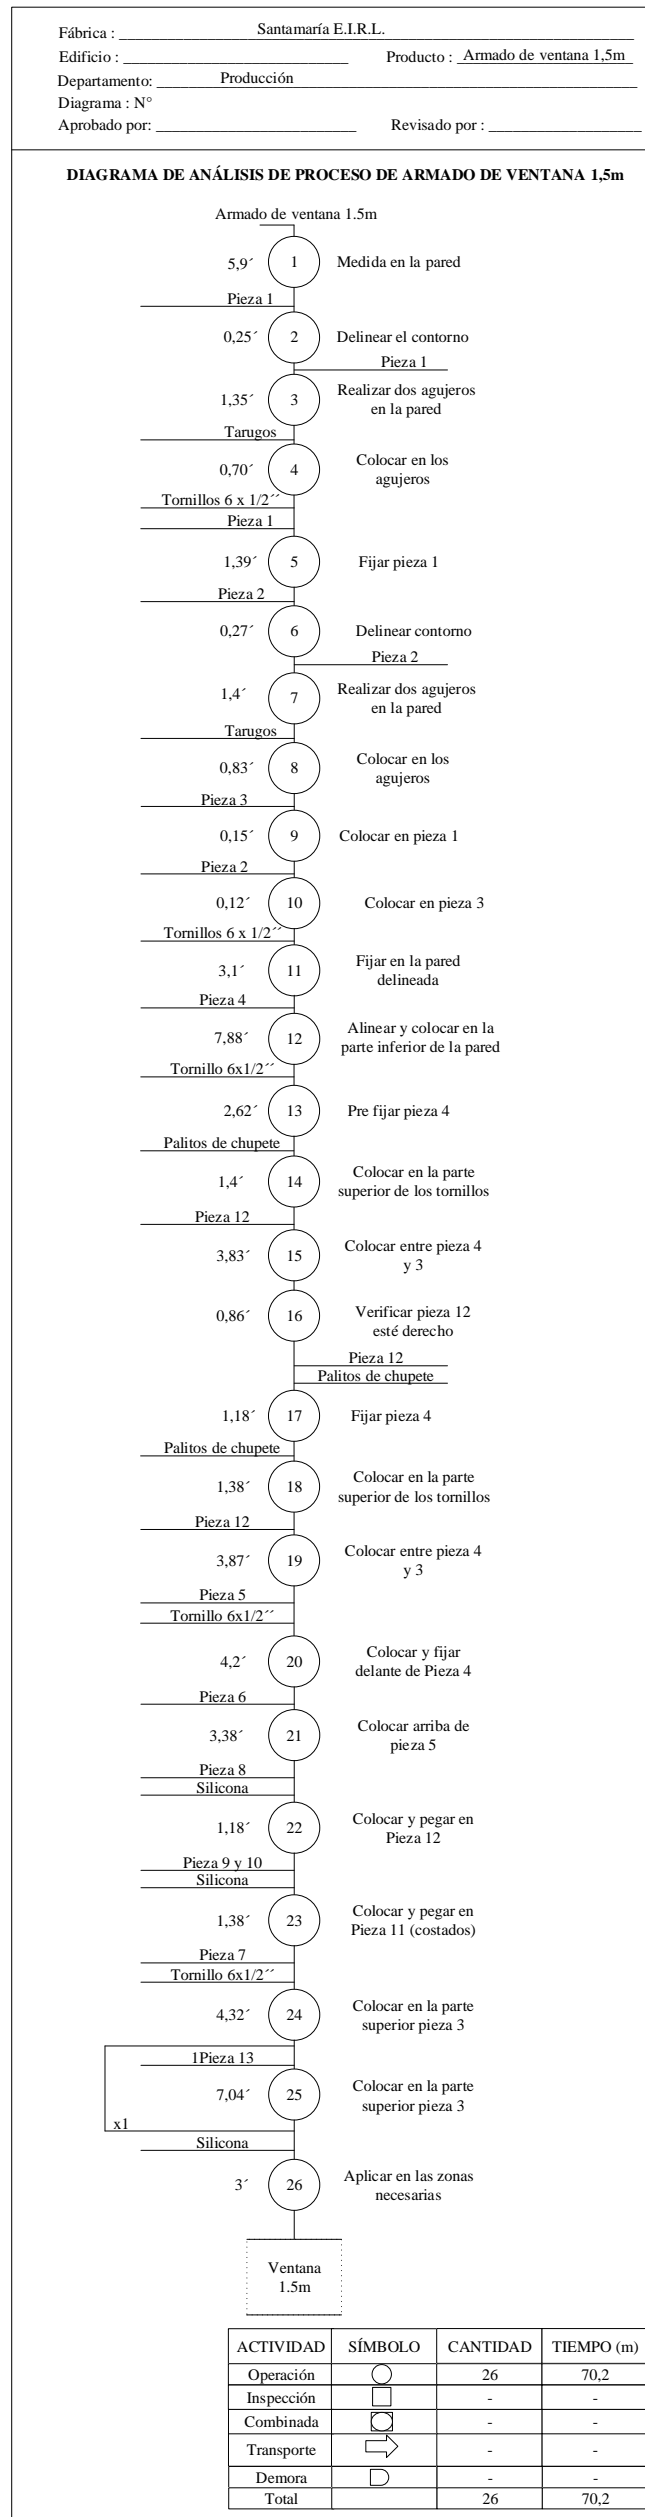 Fábrica : Santamaría E.I.R.L.
Edificio : Producto : Armado de ventana 1,5m
Departamento: Producción
Diagrama : N°
Aprobado por: Revisado por :
DIAGRAMA DE ANÁLISIS DE PROCESO DE ARMADO DE VENTANA 1,5m
Armado de ventana 1.5m
5,9´ 1 Medida en la pared
Pieza 1
0,25´ 2 Delinear el contorno
Pieza 1
1,35´ 3 Realizar dos agujeros
en la pared
Tarugos
0,70´ 4 Colocar en los
agujeros
Tornillos 6 x 1/2´´
Pieza 1
1,39´ 5 Fijar pieza 1
Pieza 2
0,27´ 6 Delinear contorno
Pieza 2
1,4´ 7 Realizar dos agujeros
en la pared
Tarugos
0,83´ 8 Colocar en los
agujeros
Pieza 3
0,15´ 9 Colocar en pieza 1
Pieza 2
0,12´ 10 Colocar en pieza 3
Tornillos 6 x 1/2´´
3,1´ 11 Fijar en la pared
delineada
Pieza 4
7,88´ 12 Alinear y colocar en la
parte inferior de la pared
Tornillo 6x1/2´´
2,62´ 13 Pre fijar pieza 4
Palitos de chupete
1,4´ 14 Colocar en la parte
superior de los tornillos
Pieza 12
3,83´ 15 Colocar entre pieza 4
y 3
0,86´ 16 Verificar pieza 12
esté derecho
Pieza 12
Palitos de chupete
1,18´ 17 Fijar pieza 4
Palitos de chupete
1,38´ 18 Colocar en la parte
superior de los tornillos
Pieza 12
3,87´ 19 Colocar entre pieza 4
y 3
Pieza 5
Tornillo 6x1/2´´
4,2´ 20 Colocar y fijar
delante de Pieza 4
Pieza 6
3,38´ 21 Colocar arriba de
pieza 5
Pieza 8
Silicona
1,18´ 22 Colocar y pegar en
Pieza 12
Pieza 9 y 10
Silicona
1,38´ 23 Colocar y pegar en
Pieza 11 (costados)
Pieza 7
Tornillo 6x1/2´´
4,32´ 24 Colocar en la parte
superior pieza 3
1Pieza 13
7,04´ 25 Colocar en la parte
superior pieza 3
x1
Silicona
3´ 26 Aplicar en las zonas
necesarias
Ventana
1.5m
ACTIVIDAD SÍMBOLO CANTIDAD TIEMPO (m)
Operación 26 70,2
Inspección - -
Combinada - -
Transporte - -
Demora - -
Total 26 70,2